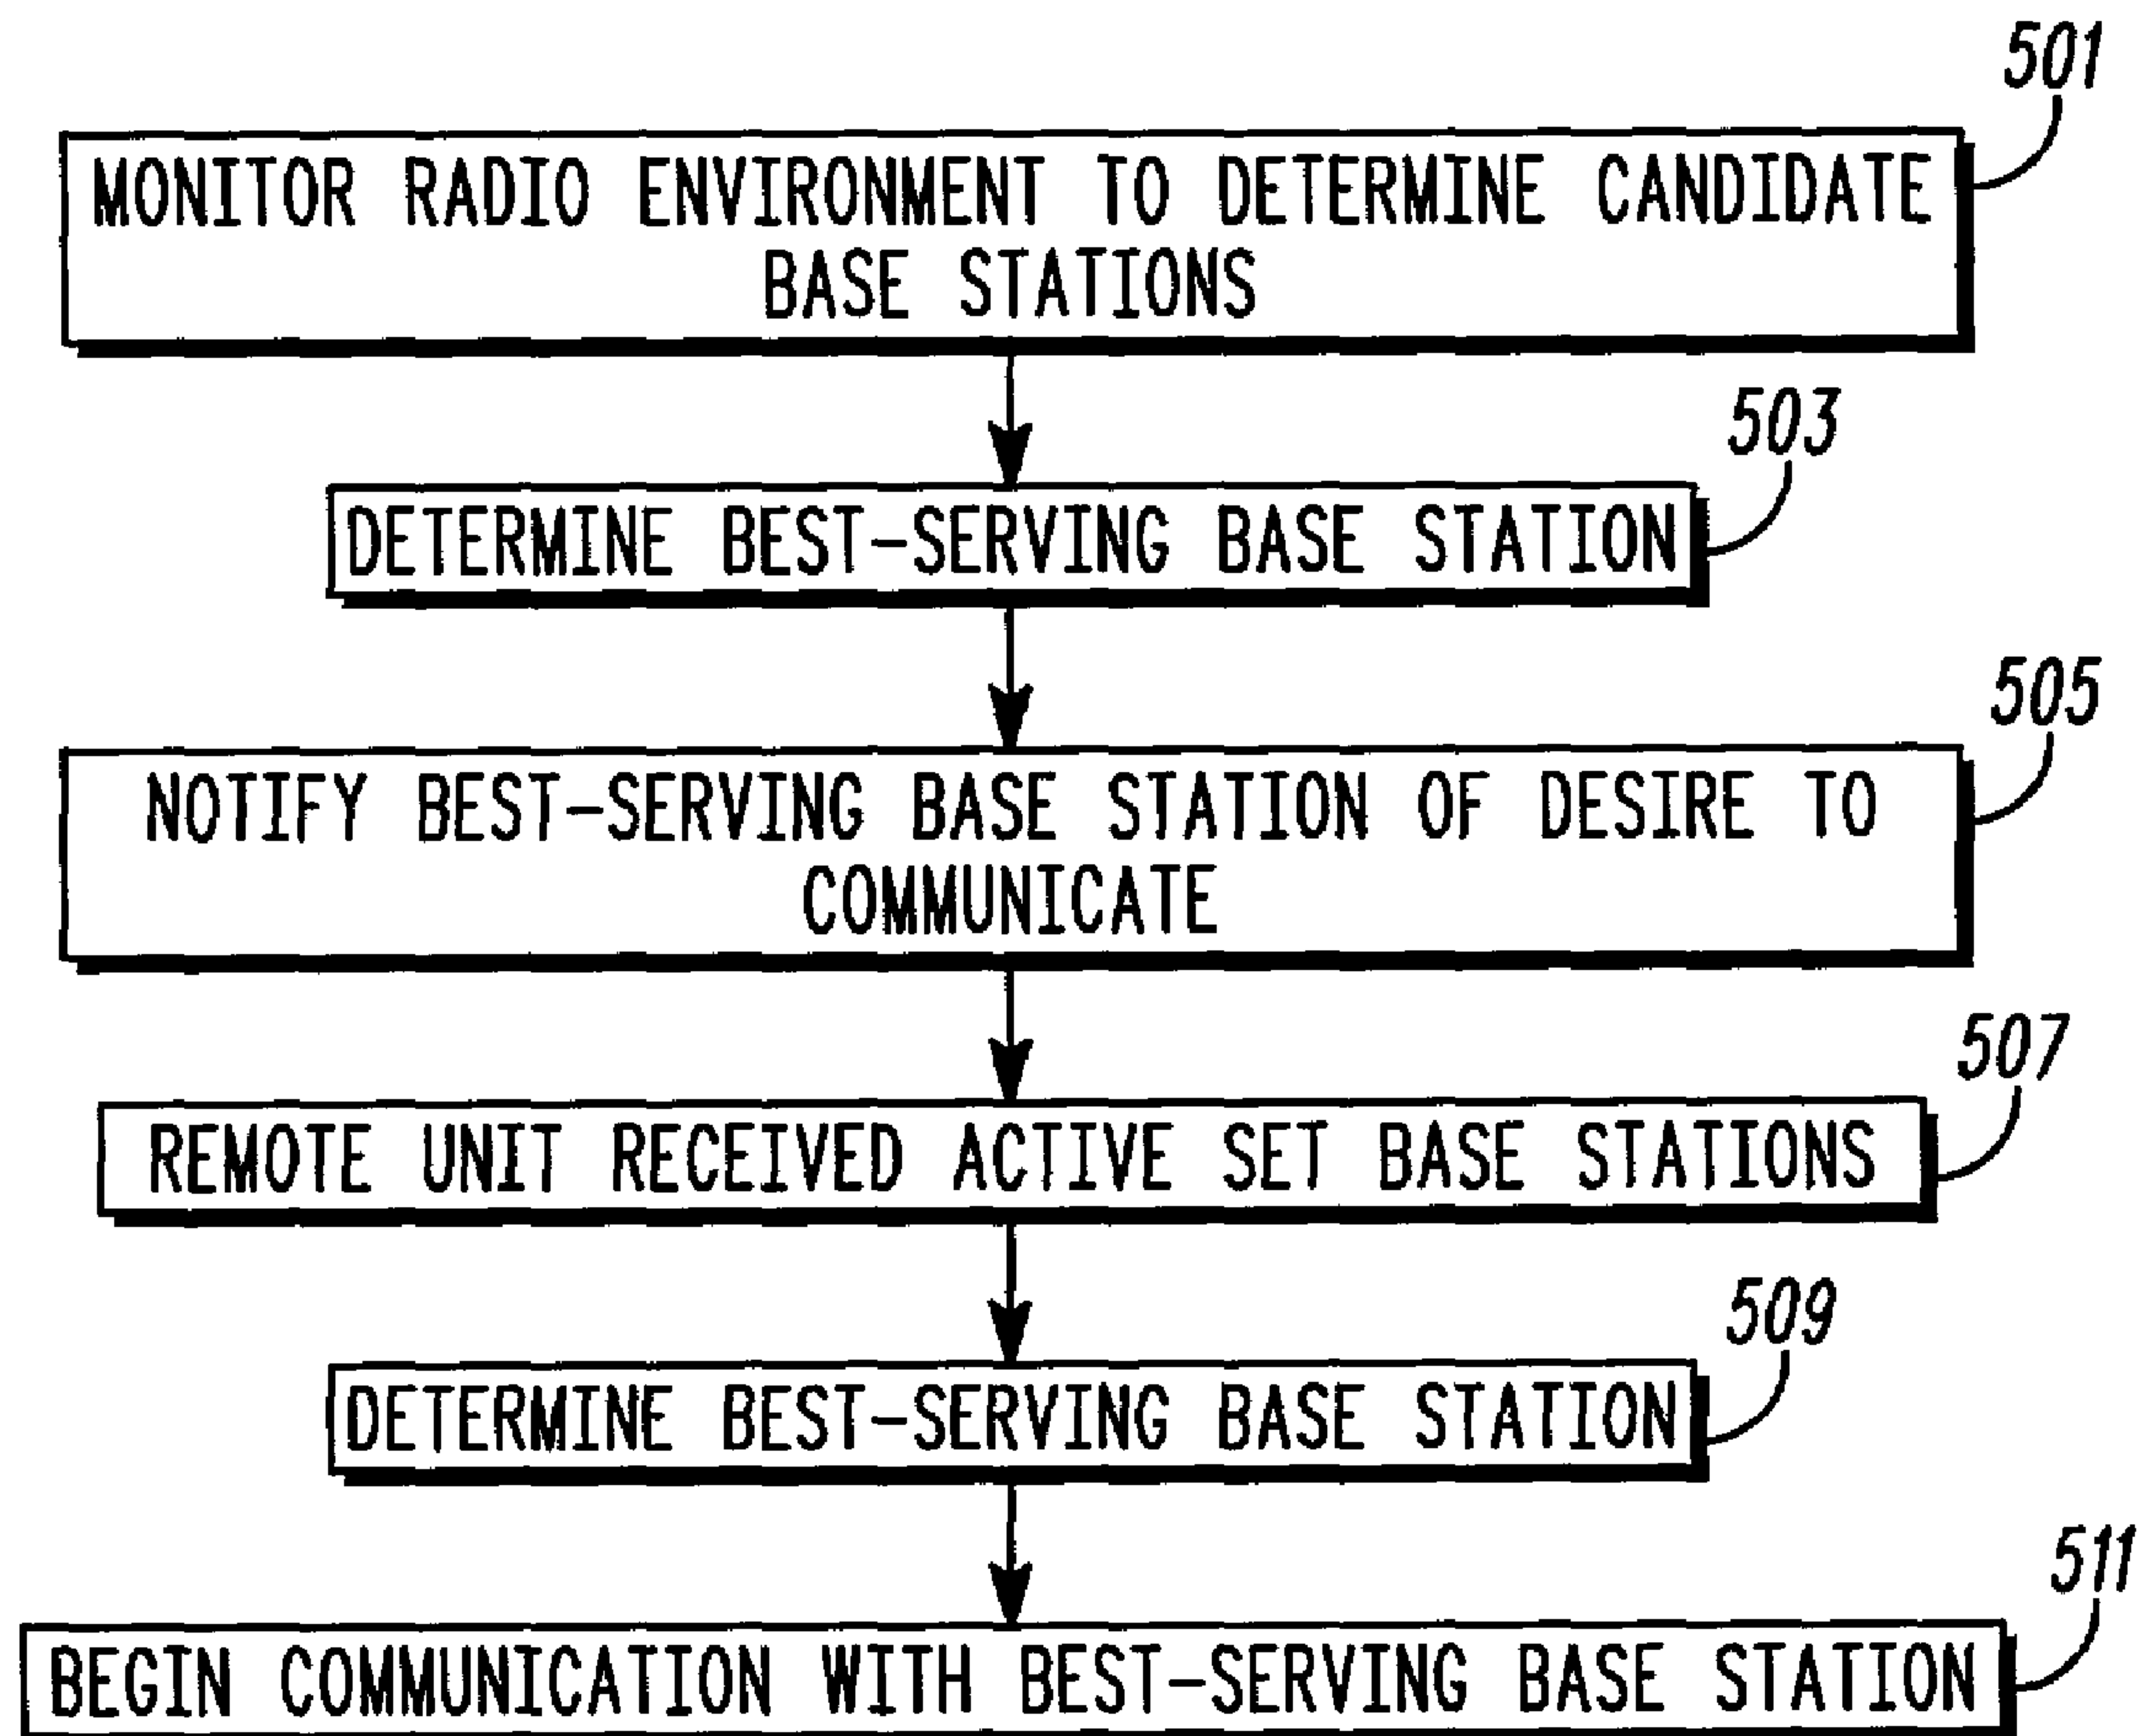 501
MONITOR RADIO ENVIRONMENT TO DETERMINE CANDIDATE
BASE STATIONS
503
DETERMINE BEST-SERVING BASE STATION
505
NOTIFY BEST-SERVING BASE STATION OF DESIRE TO
COMMUNICATE
507
REMOTE UNIT RECEIVED ACTIVE SET BASE STATIONS
509
DETERMINE BEST-SERVING BASE STATION
511
BEGIN COMMUNICATION WITH BEST-SERVING BASE STATION